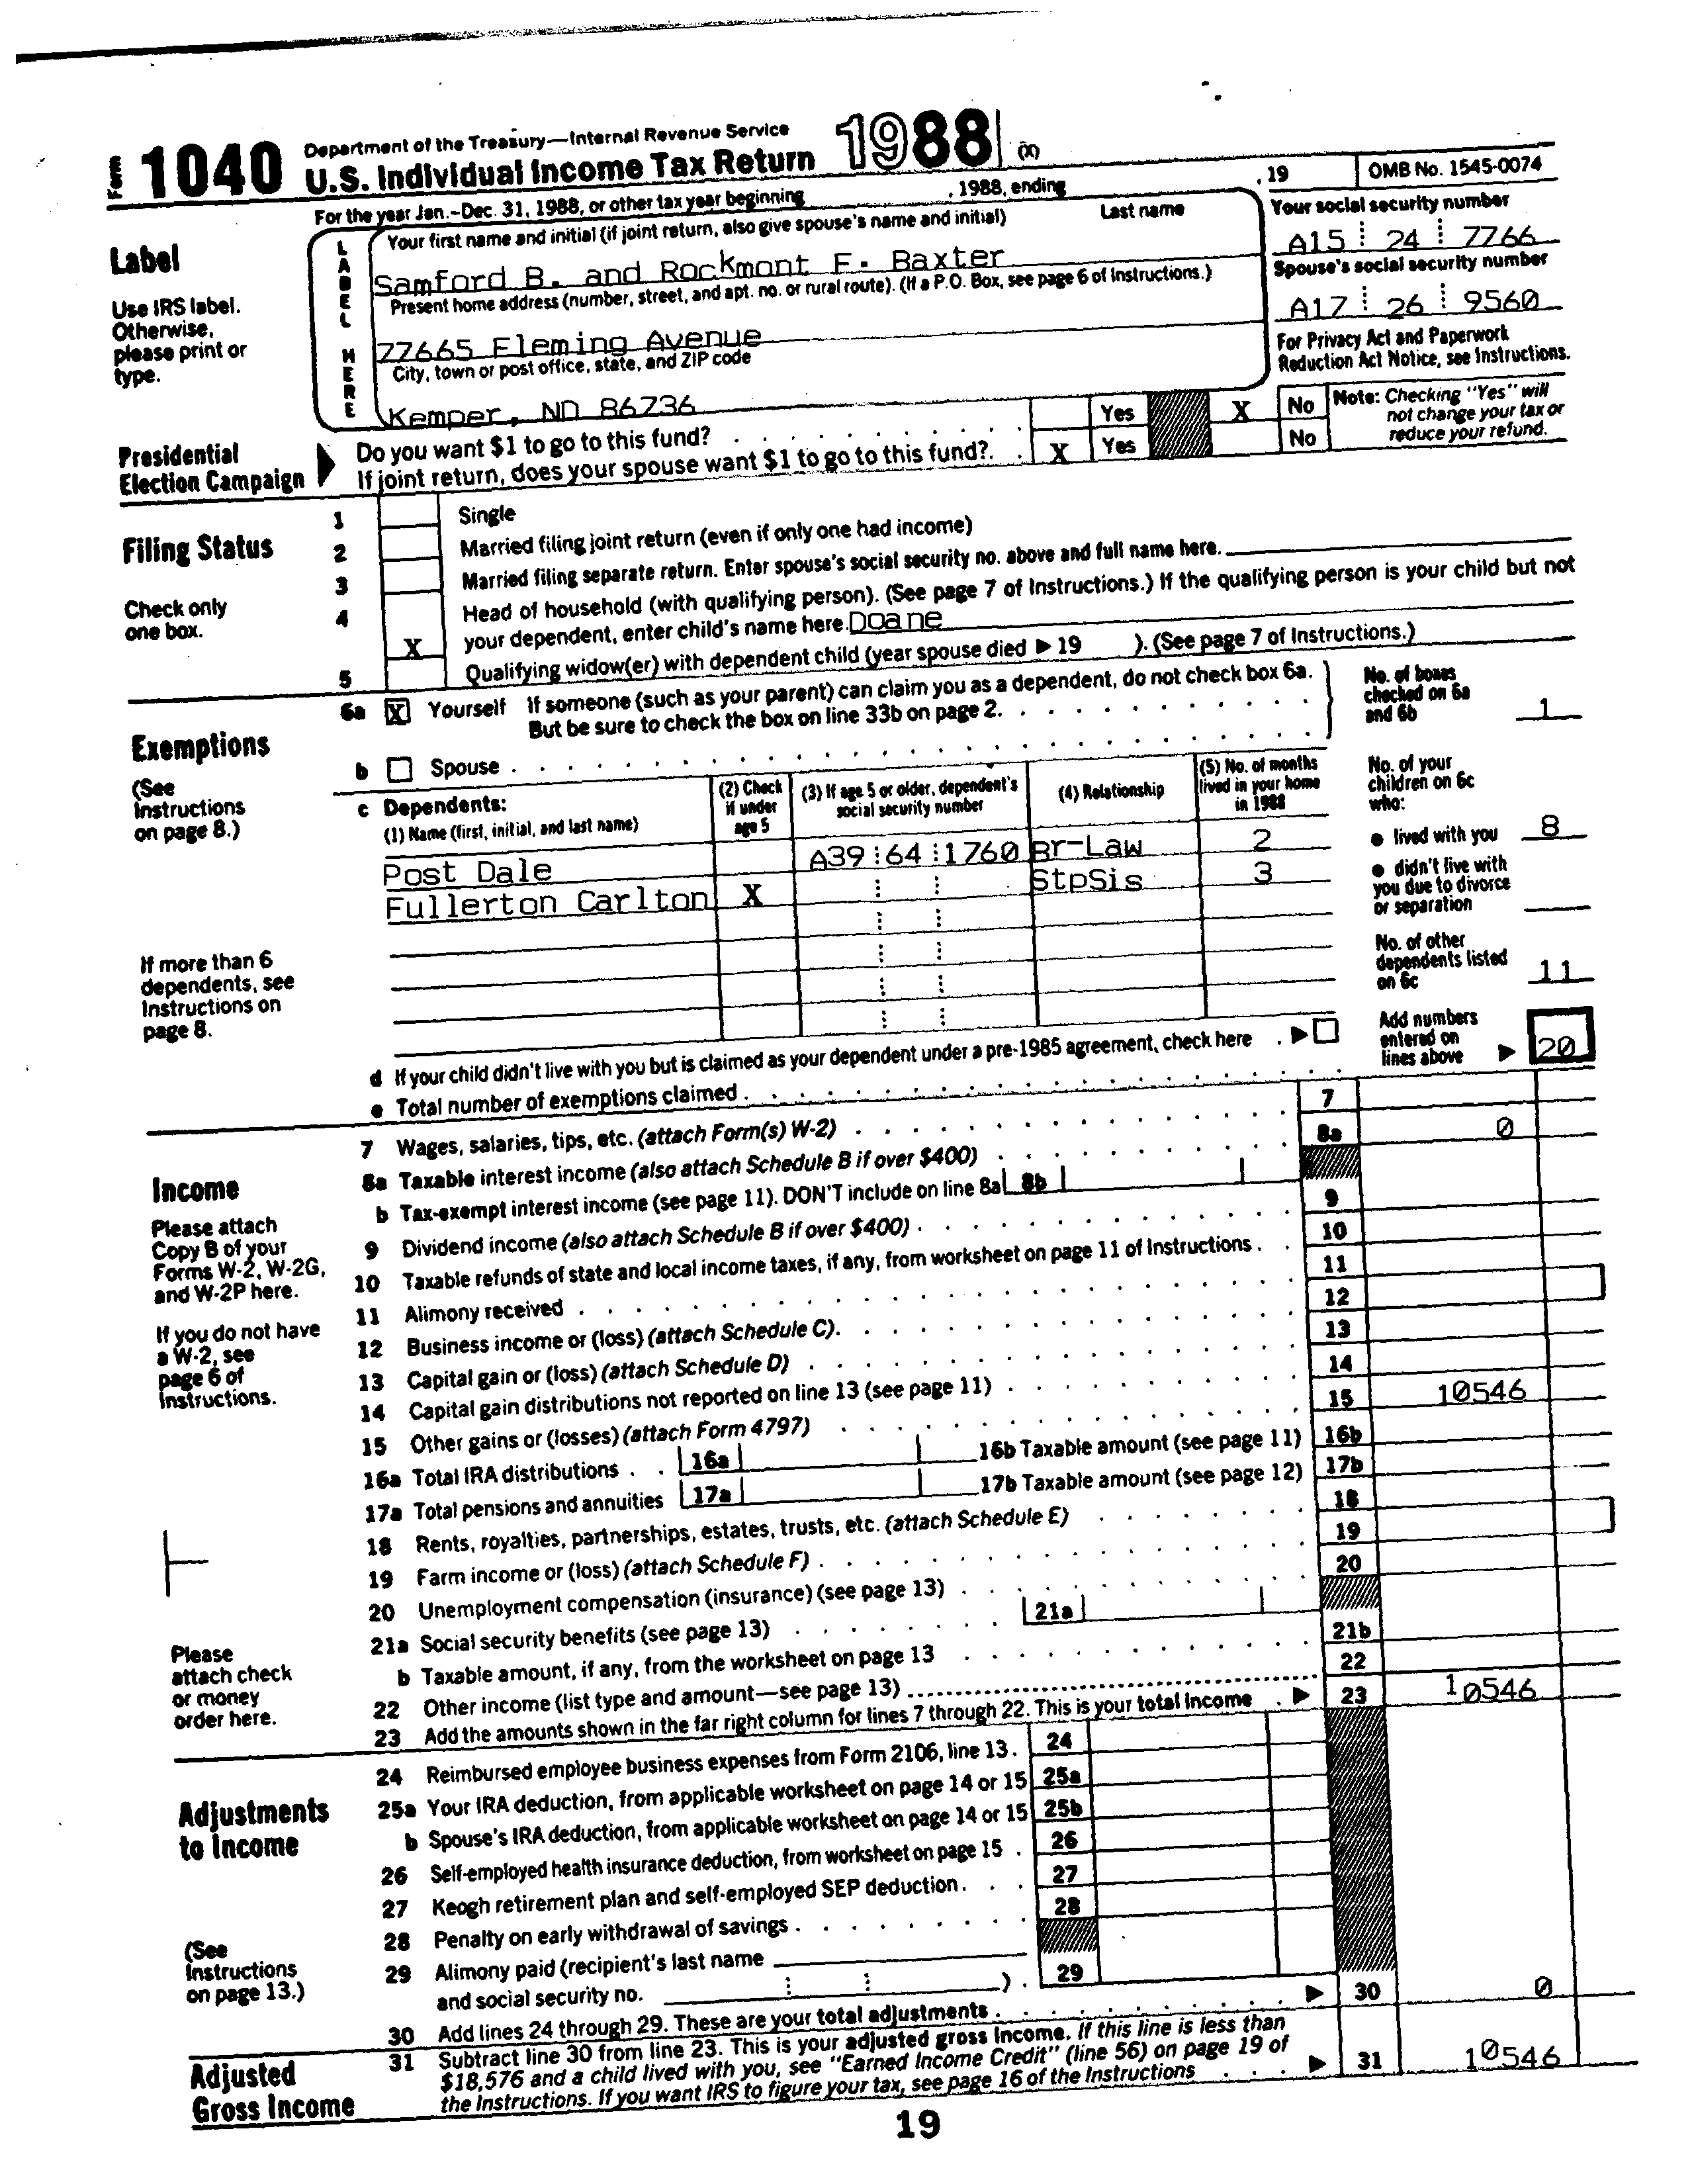 Form 1040 Department of the Treasury—Internal Revenue Service
U.S. Individual Income Tax Return 1988 (X)
For the year Jan.-Dec. 31, 1988, or other tax year beginning , 1988, ending , 19 OMB No. 1545-0074
Label
Use IRS label.
Otherwise,
please print or
type.
LABEL HERE
Your first name and initial (if joint return, also give spouse's name and initial) Last name
Samford B. and Rockmont F. Baxter
Your social security number
A15 24 7766
Present home address (number, street, and apt. no. or rural route). (If a P.O. Box, see page 6 of Instructions.)
77665 Fleming Avenue
Spouse's social security number
A17 26 9560
City, town or post office, state, and ZIP code
Kemper, ND 86736
For Privacy Act and Paperwork
Reduction Act Notice, see Instructions.
Presidential
Election Campaign
Do you want $1 to go to this fund? . . . . . . . . . . Yes X No
If joint return, does your spouse want $1 to go to this fund?. . X Yes No
Note: Checking "Yes" will
not change your tax or
reduce your refund.
Filing Status
Check only
one box.
1 Single
2 Married filing joint return (even if only one had income)
3 Married filing separate return. Enter spouse's social security no. above and full name here.
4 Head of household (with qualifying person). (See page 7 of Instructions.) If the qualifying person is your child but not
X your dependent, enter child's name here. Doane
5 Qualifying widow(er) with dependent child (year spouse died ▶ 19 ). (See page 7 of Instructions.)
Exemptions
(See
Instructions
on page 8.)
6a X Yourself If someone (such as your parent) can claim you as a dependent, do not check box 6a.
But be sure to check the box on line 33b on page 2.
b Spouse
No. of boxes
checked on 6a
and 6b 1
c Dependents:
(1) Name (first, initial, and last name)
(2) Check
if under
age 5
(3) If age 5 or older, dependent's
social security number
(4) Relationship
(5) No. of months
lived in your home
in 1988
Post Dale A39 64 1760 Br-Law 2
Fullerton Carlton X StpSis 3
No. of your
children on 6c
who:
● lived with you 8
● didn't live with
you due to divorce
or separation
No. of other
dependents listed
on 6c 11
If more than 6
dependents, see
Instructions on
page 8.
d If your child didn't live with you but is claimed as your dependent under a pre-1985 agreement, check here . ▶
e Total number of exemptions claimed
Add numbers
entered on
lines above ▶ 20
Income
Please attach
Copy B of your
Forms W-2, W-2G,
and W-2P here.
If you do not have
a W-2, see
page 6 of
Instructions.
Please
attach check
or money
order here.
7 Wages, salaries, tips, etc. (attach Form(s) W-2) 7
8a Taxable interest income (also attach Schedule B if over $400) 8a 0
b Tax-exempt interest income (see page 11). DON'T include on line 8a 8b
9 Dividend income (also attach Schedule B if over $400) 9
10 Taxable refunds of state and local income taxes, if any, from worksheet on page 11 of Instructions 10
11 Alimony received 11
12 Business income or (loss) (attach Schedule C). 12
13 Capital gain or (loss) (attach Schedule D) 13
14 Capital gain distributions not reported on line 13 (see page 11) 14
15 Other gains or (losses) (attach Form 4797) 15 10546
16a Total IRA distributions 16a 16b Taxable amount (see page 11) 16b
17a Total pensions and annuities 17a 17b Taxable amount (see page 12) 17b
18 Rents, royalties, partnerships, estates, trusts, etc. (attach Schedule E) 18
19 Farm income or (loss) (attach Schedule F) 19
20 Unemployment compensation (insurance) (see page 13) 20
21a Social security benefits (see page 13) 21a
b Taxable amount, if any, from the worksheet on page 13 21b
22 Other income (list type and amount—see page 13) 22
23 Add the amounts shown in the far right column for lines 7 through 22. This is your total income ▶ 23 10546
Adjustments
to Income
(See
Instructions
on page 13.)
24 Reimbursed employee business expenses from Form 2106, line 13. 24
25a Your IRA deduction, from applicable worksheet on page 14 or 15 25a
b Spouse's IRA deduction, from applicable worksheet on page 14 or 15 25b
26 Self-employed health insurance deduction, from worksheet on page 15 26
27 Keogh retirement plan and self-employed SEP deduction 27
28 Penalty on early withdrawal of savings 28
29 Alimony paid (recipient's last name
and social security no. ). 29
30 Add lines 24 through 29. These are your total adjustments ▶ 30 0
Adjusted
Gross Income
31 Subtract line 30 from line 23. This is your adjusted gross income. If this line is less than
$18,576 and a child lived with you, see "Earned Income Credit" (line 56) on page 19 of
the Instructions. If you want IRS to figure your tax, see page 16 of the Instructions ▶ 31 10546
19